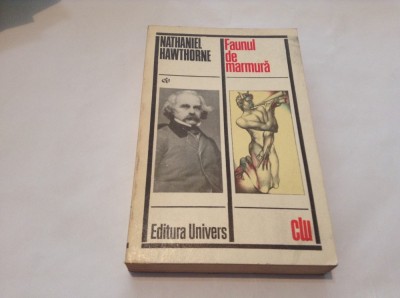 NATHANIEL
HAWTHORNE
Faunul
de
marmură
Editura Univers
clu